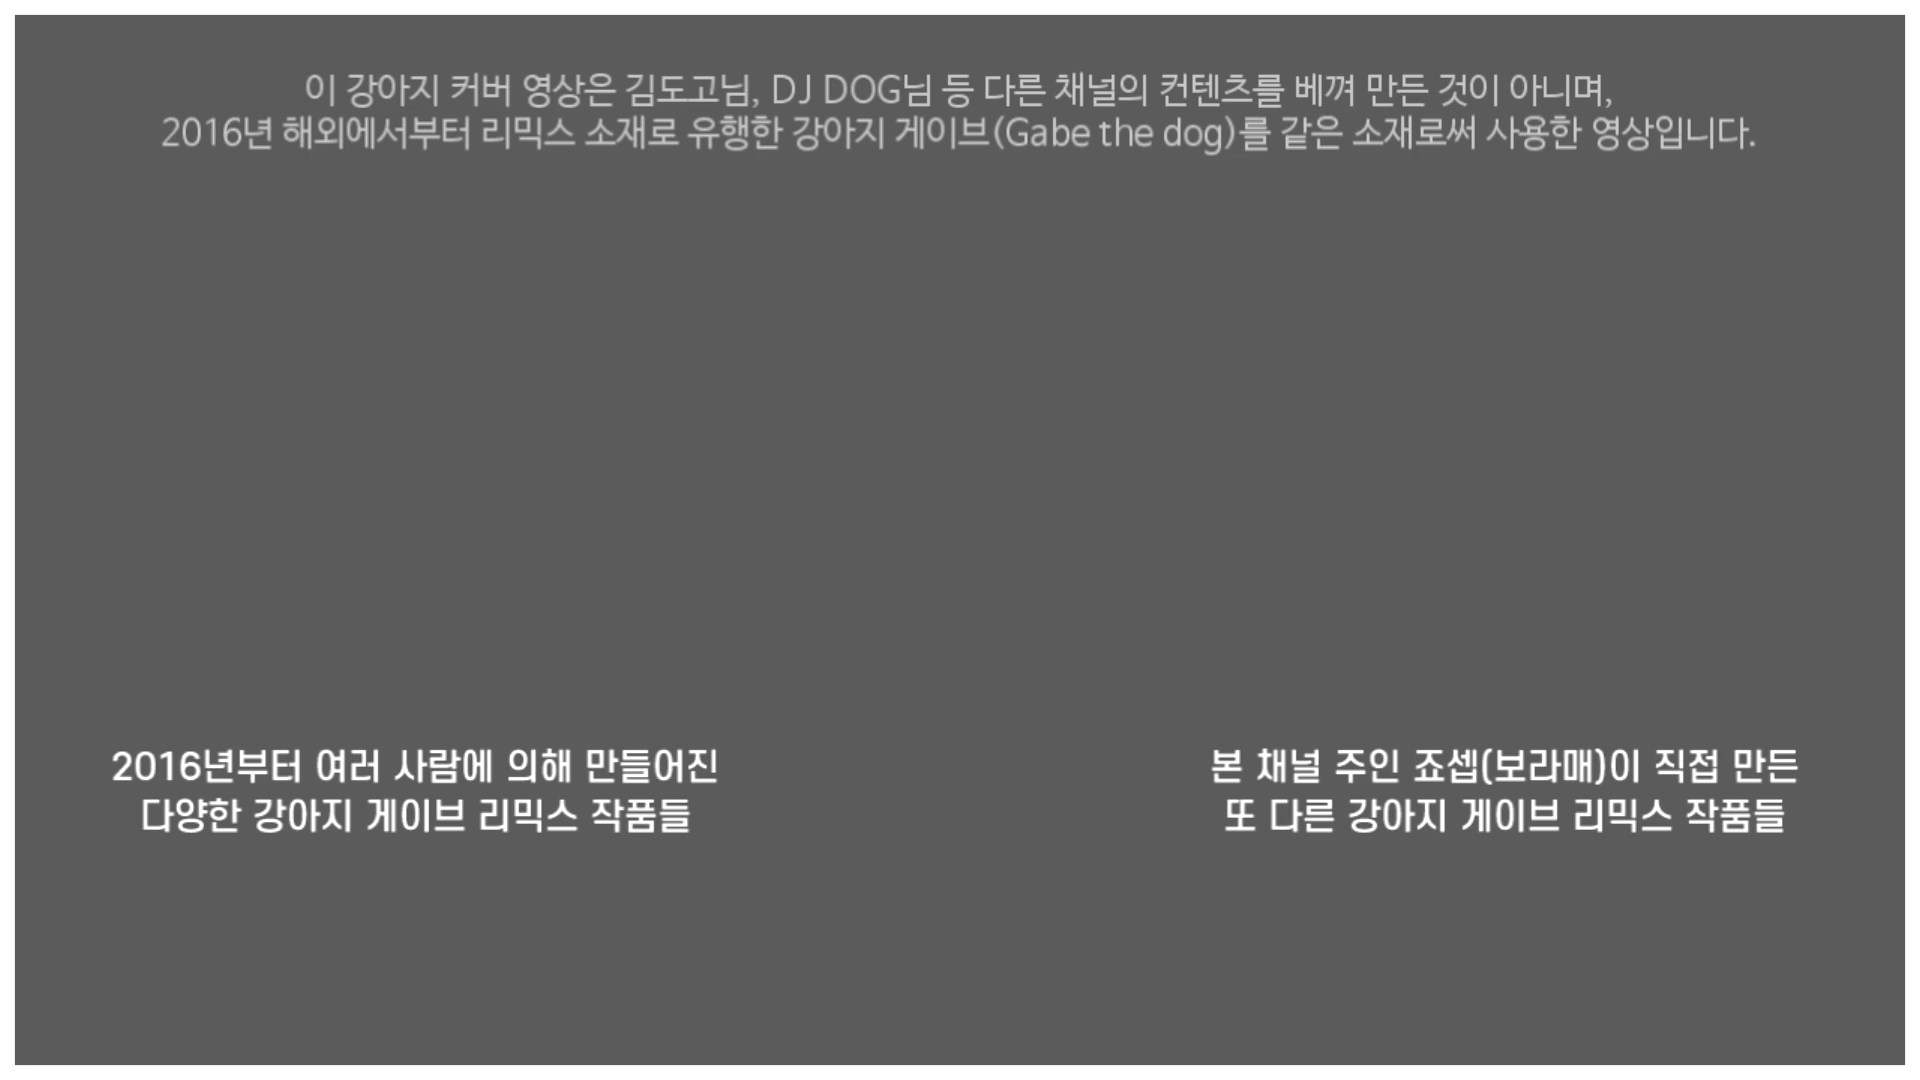 이 강아지 커버 영상은 김도고님, DJ DOG님 등 다른 채널의 컨텐츠를 베껴 만든 것이 아니며,
2016년 해외에서부터 리믹스 소재로 유행한 강아지 게이브(Gabe the dog)를 같은 소재로써 사용한 영상입니다.
2016년부터 여러 사람에 의해 만들어진
다양한 강아지 게이브 리믹스 작품들
본 채널 주인 죠셉(보라매)이 직접 만든
또 다른 강아지 게이브 리믹스 작품들